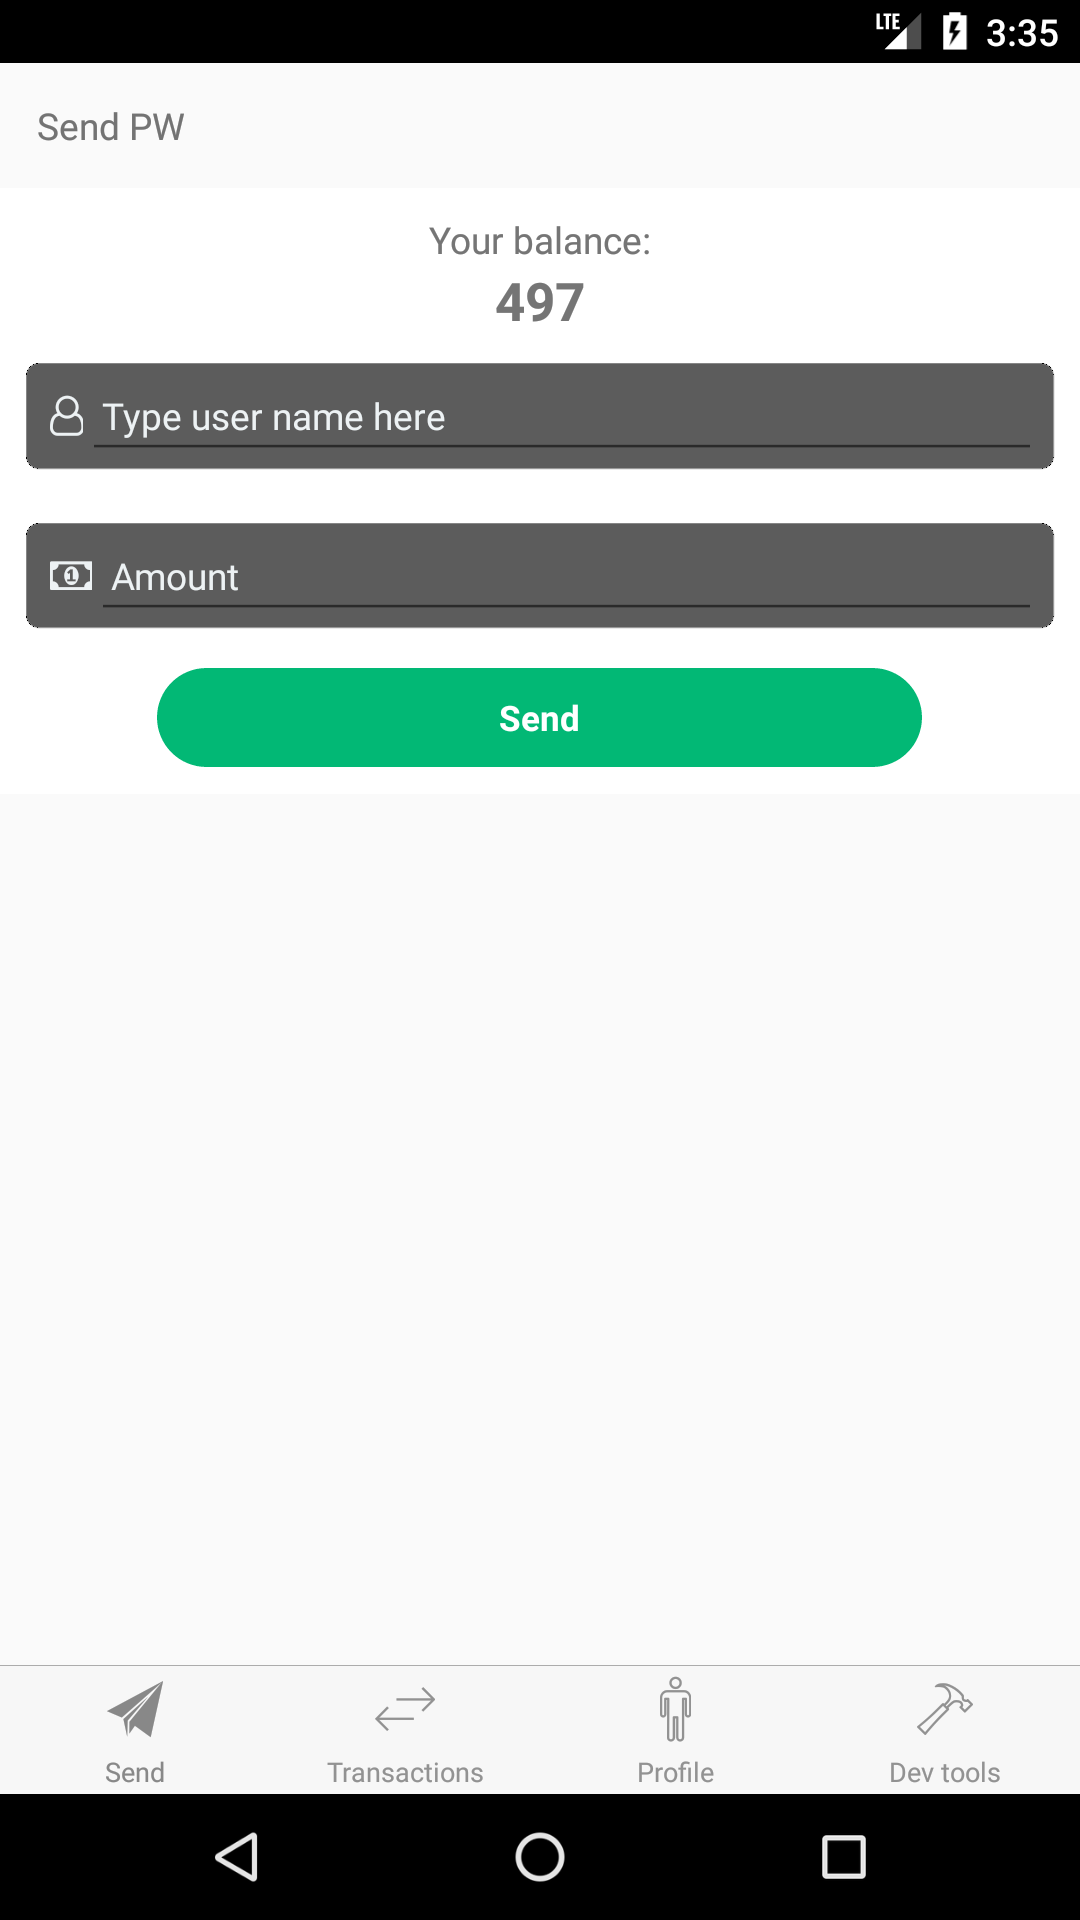 LTE 3:35
Send PW
Your balance:
497
Type user name here
1 Amount
Send
Send Transactions Profile Dev tools